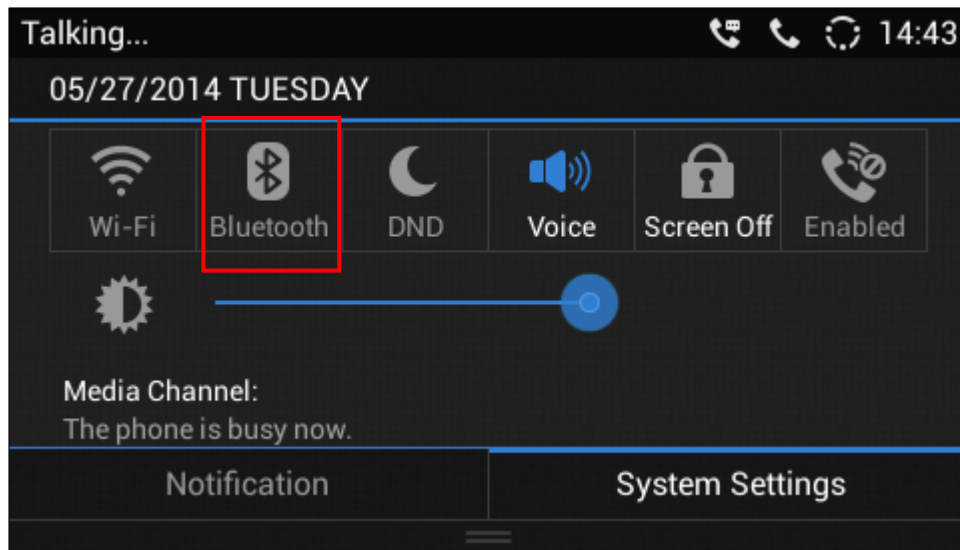 Talking...
14:43
05/27/2014 TUESDAY
Wi-Fi
Bluetooth
DND
Voice
Screen Off
Enabled
Media Channel:
The phone is busy now.
Notification
System Settings